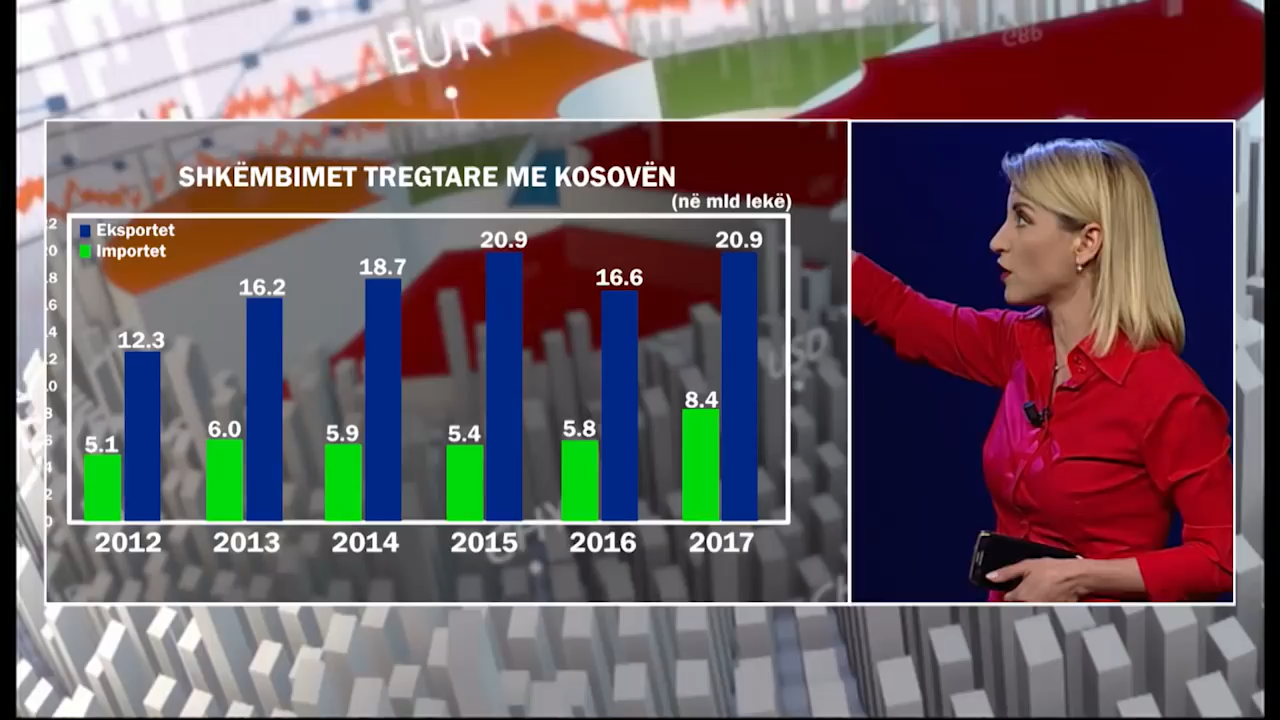 EUR
SHKËMBIMET TREGTARE ME KOSOVËN
(në mld lekë)
Eksportet
Importet
20.9
20.9
18.7
16.6
16.2
12.3
8.4
6.0
5.9
5.8
5.4
5.1
2012 2013 2014 2015 2016 2017
USD